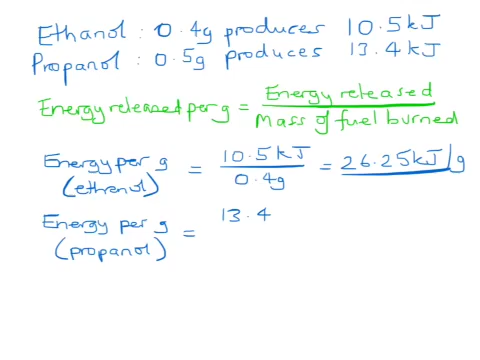 Ethanol : 0.4g produces 10.5kJ
Propanol : 0.5g produces 13.4kJ
Energy released per g = Energy released
Mass of fuel burned
Energy per g (ethanol) = 10.5kJ / 0.4g = 26.25kJ/g
Energy per g (propanol) = 13.4